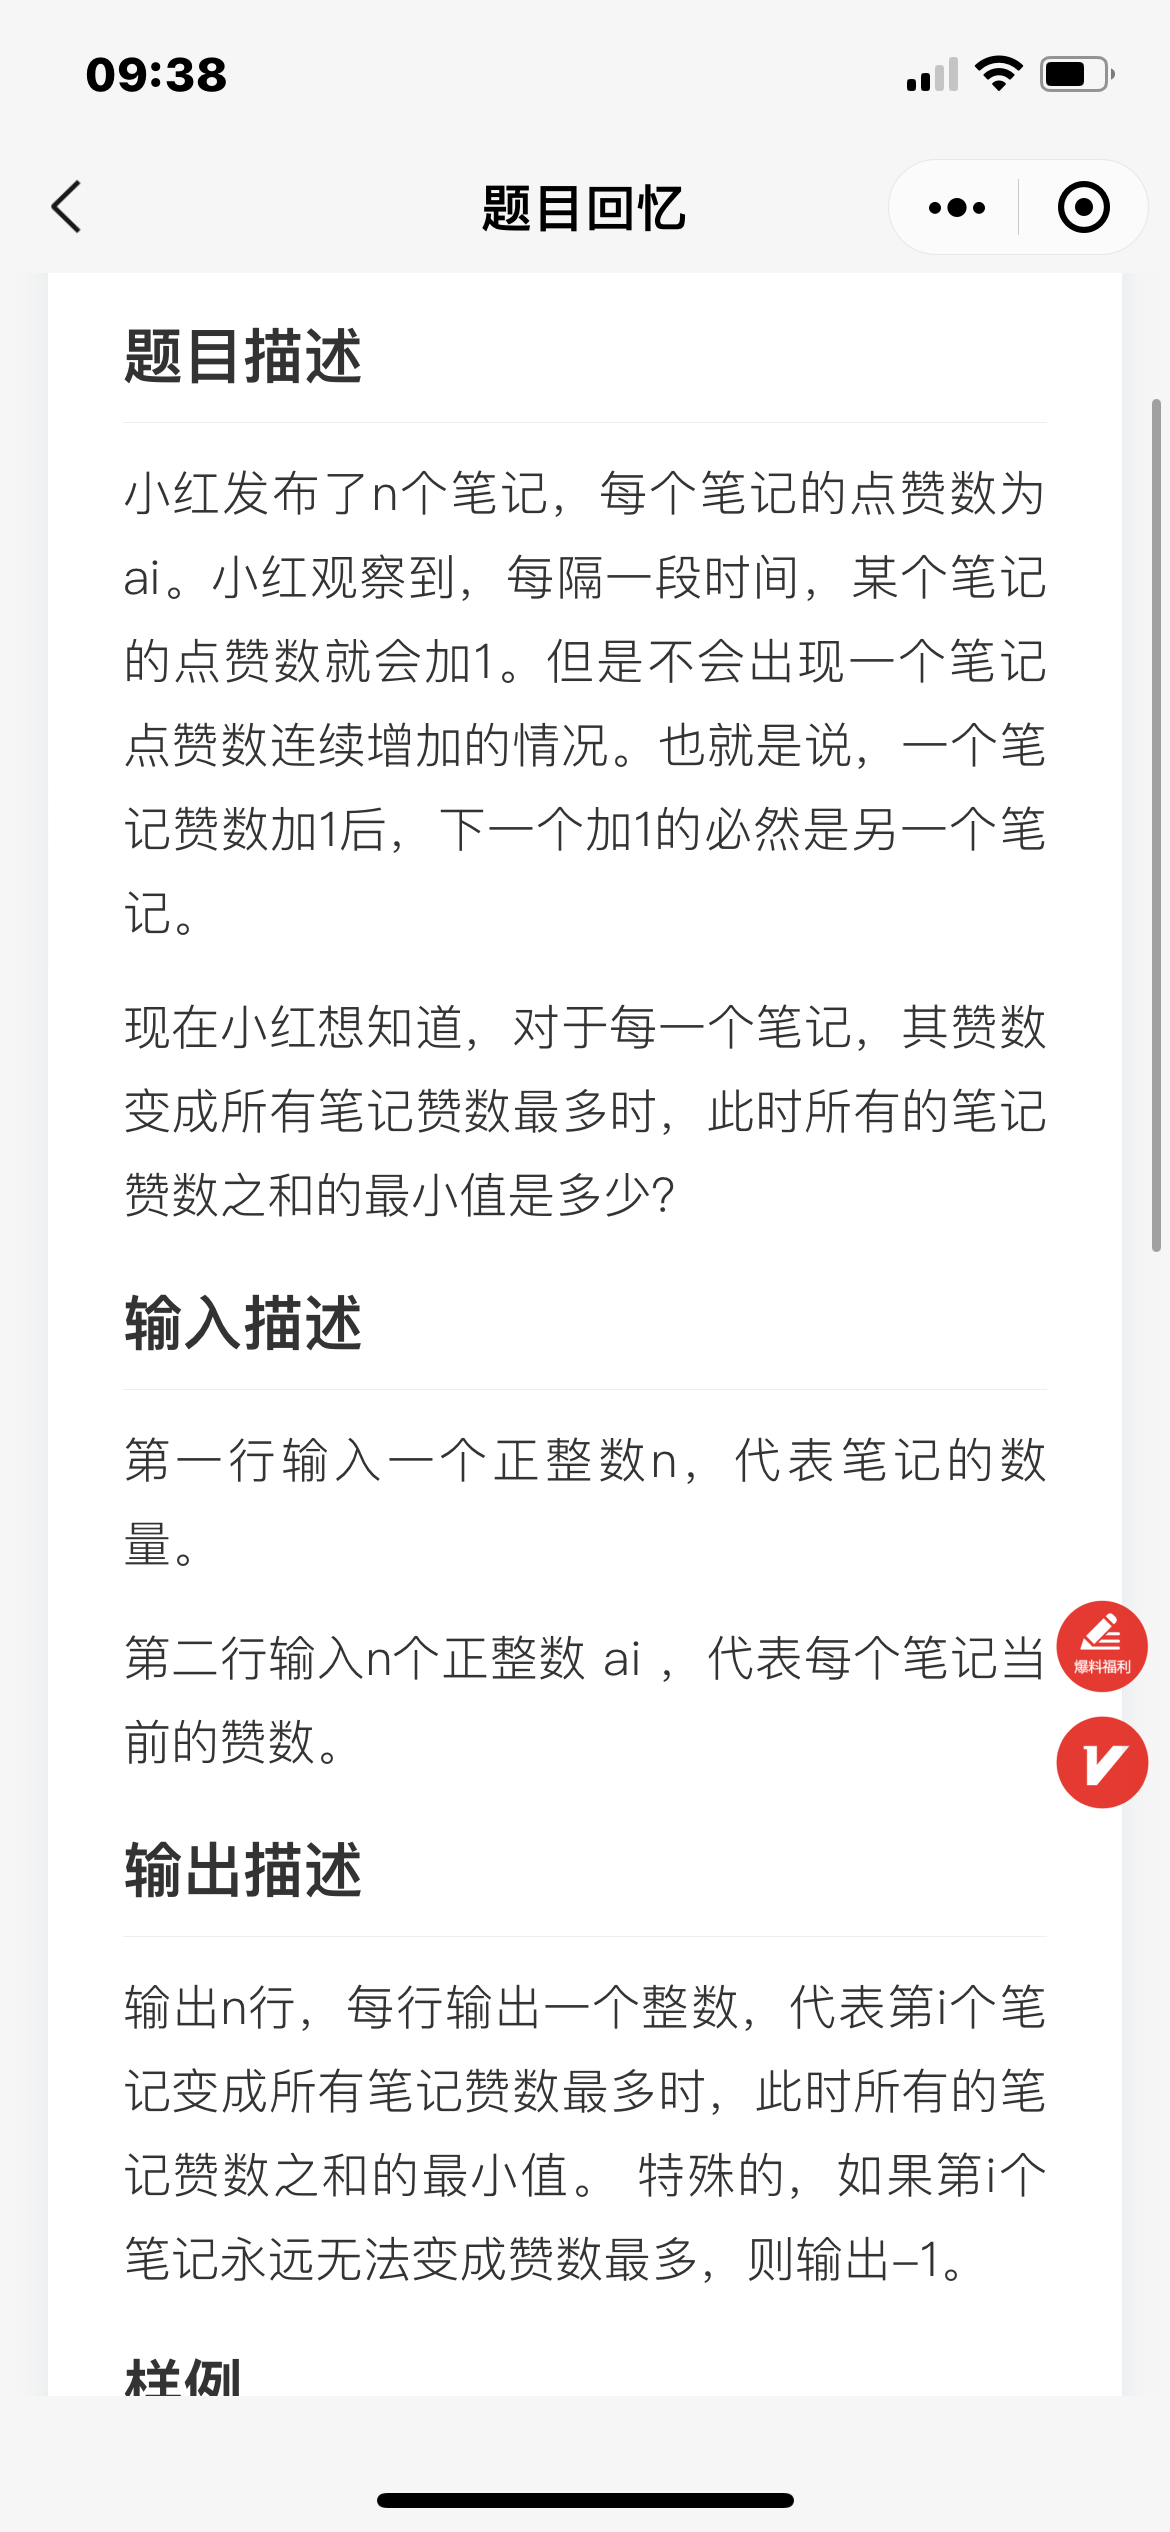 09:38
题目回忆
题目描述
小红发布了n个笔记，每个笔记的点赞数为
ai。小红观察到，每隔一段时间，某个笔记
的点赞数就会加1。但是不会出现一个笔记
点赞数连续增加的情况。也就是说，一个笔
记赞数加1后，下一个加1的必然是另一个笔
记。
现在小红想知道，对于每一个笔记，其赞数
变成所有笔记赞数最多时，此时所有的笔记
赞数之和的最小值是多少？
输入描述
第一行输入一个正整数n，代表笔记的数
量。
第二行输入n个正整数 ai ，代表每个笔记当
前的赞数。
爆料福利
输出描述
输出n行，每行输出一个整数，代表第i个笔
记变成所有笔记赞数最多时，此时所有的笔
记赞数之和的最小值。 特殊的，如果第i个
笔记永远无法变成赞数最多，则输出-1。
样例